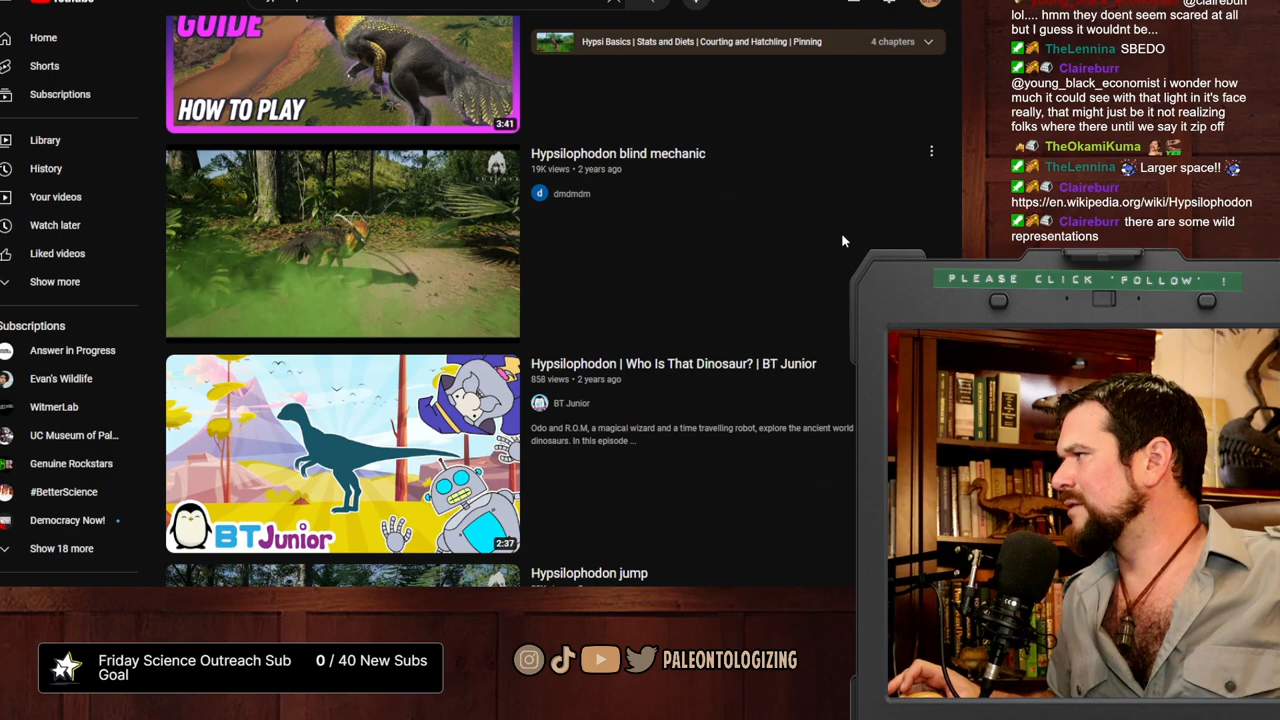 GUIDE
HOW TO PLAY
3:41
Hypsi Basics | Stats and Diets | Courting and Hatchling | Pinning
4 chapters
Home
Shorts
Subscriptions
Library
History
Your videos
Watch later
Liked videos
Show more
Subscriptions
Answer in Progress
Evan's Wildlife
WitmerLab
UC Museum of Pal...
Genuine Rockstars
#BetterScience
Democracy Now!
Show 18 more
Hypsilophodon blind mechanic
19K views • 2 years ago
d
dmdmdm
BT Junior
2:37
Hypsilophodon | Who Is That Dinosaur? | BT Junior
858 views • 2 years ago
BT Junior
Odo and R.O.M, a magical wizard and a time travelling robot, explore the ancient world
dinosaurs. In this episode ...
Hypsilophodon jump
lol.... hmm they doent seem scared at all
but I guess it wouldnt be...
TheLennina SBEDO
Claireburr
@young_black_economist i wonder how
much it could see with that light in it's face
really, that might just be it not realizing
folks where there until we say it zip off
TheOkamiKuma
TheLennina Larger space!!
Claireburr
https://en.wikipedia.org/wiki/Hypsilophodon
Claireburr there are some wild
representations
PLEASE CLICK 'FOLLOW' !
Friday Science Outreach Sub
Goal
0 / 40 New Subs
PALEONTOLOGIZING